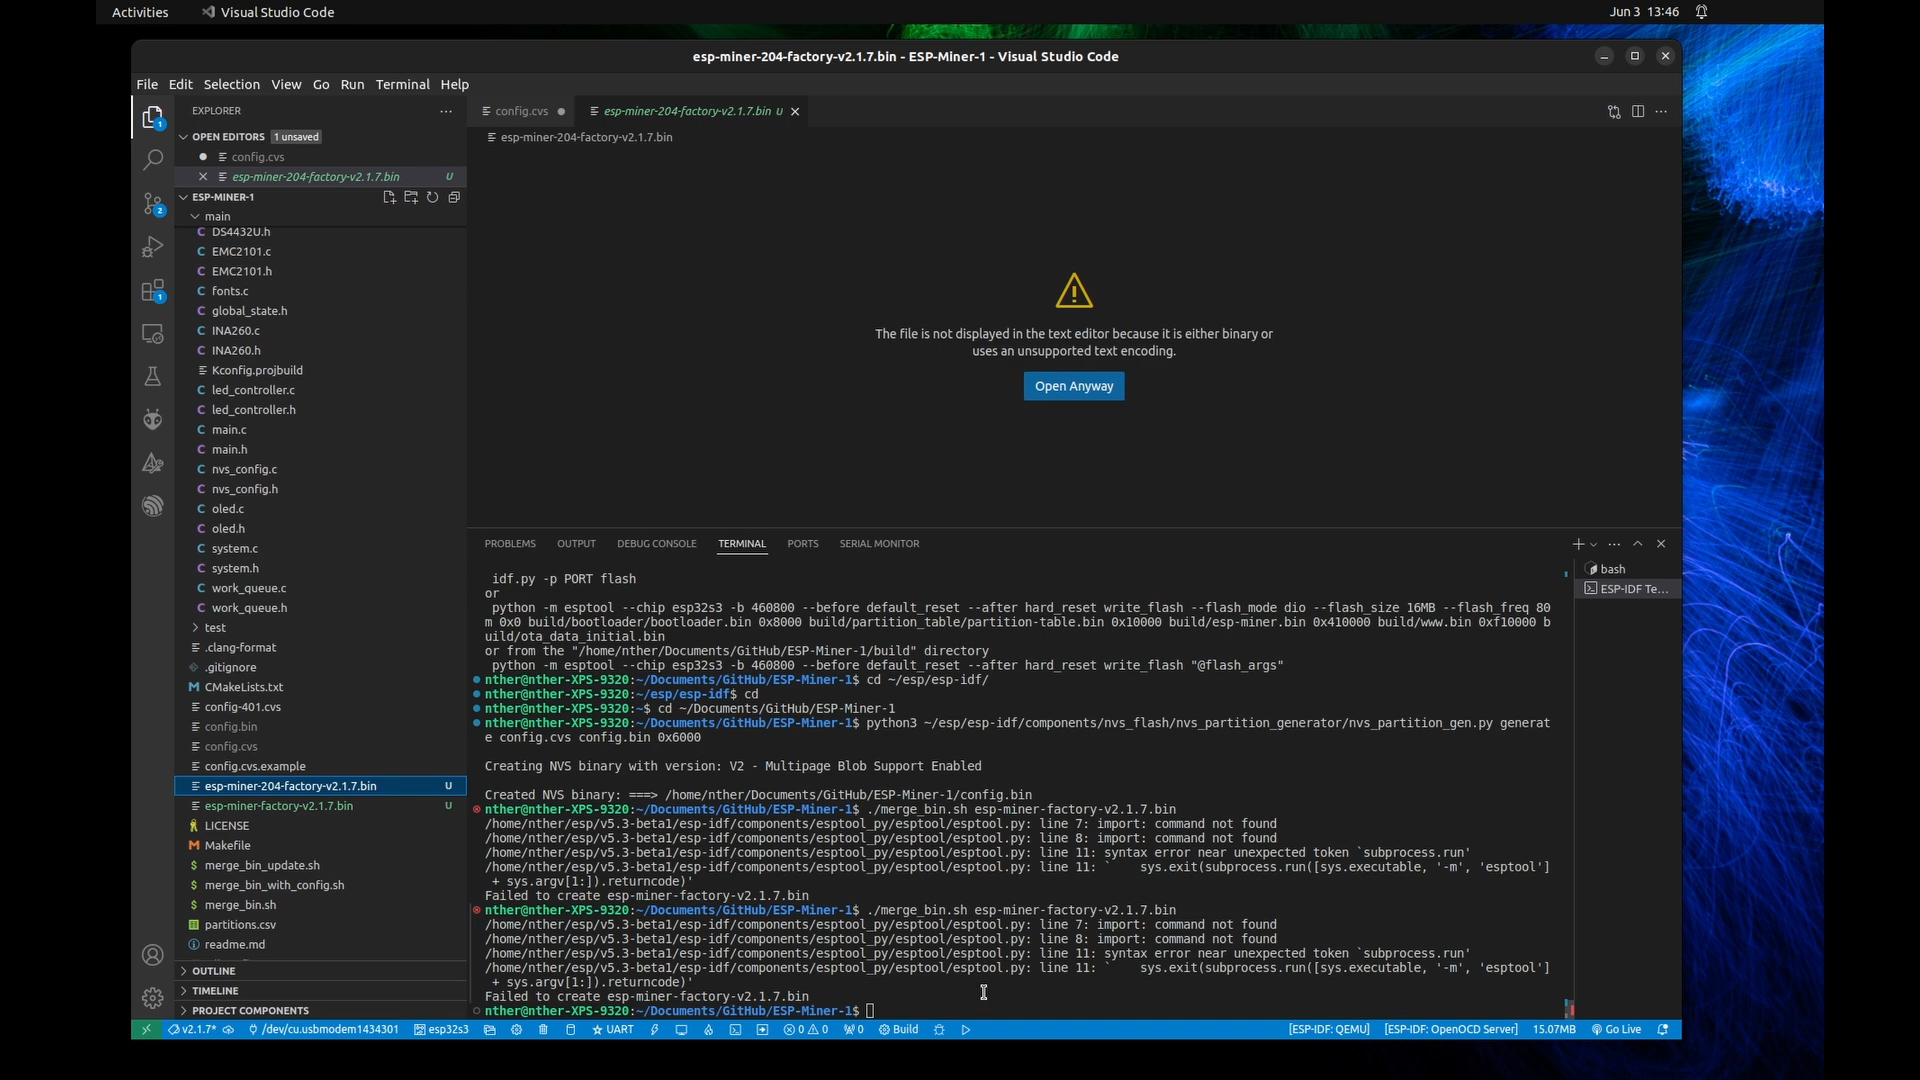 Activities
Visual Studio Code
Jun 3 13:46
esp-miner-204-factory-v2.1.7.bin - ESP-Miner-1 - Visual Studio Code
File Edit Selection View Go Run Terminal Help
EXPLORER
OPEN EDITORS 1 unsaved
config.cvs
esp-miner-204-factory-v2.1.7.bin U
ESP-MINER-1
main
DS4432U.h
EMC2101.c
EMC2101.h
fonts.c
global_state.h
INA260.c
INA260.h
Kconfig.projbuild
led_controller.c
led_controller.h
main.c
main.h
nvs_config.c
nvs_config.h
oled.c
oled.h
system.c
system.h
work_queue.c
work_queue.h
test
.clang-format
.gitignore
CMakeLists.txt
config-401.cvs
config.bin
config.cvs
config.cvs.example
esp-miner-204-factory-v2.1.7.bin U
esp-miner-factory-v2.1.7.bin U
LICENSE
Makefile
merge_bin_update.sh
merge_bin_with_config.sh
merge_bin.sh
partitions.csv
readme.md
OUTLINE
TIMELINE
PROJECT COMPONENTS
config.cvs
esp-miner-204-factory-v2.1.7.bin U
esp-miner-204-factory-v2.1.7.bin
The file is not displayed in the text editor because it is either binary or
uses an unsupported text encoding.
Open Anyway
PROBLEMS OUTPUT DEBUG CONSOLE TERMINAL PORTS SERIAL MONITOR
bash
ESP-IDF Te...
idf.py -p PORT flash
or
python -m esptool --chip esp32s3 -b 460800 --before default_reset --after hard_reset write_flash --flash_mode dio --flash_size 16MB --flash_freq 80
m 0x0 build/bootloader/bootloader.bin 0x8000 build/partition_table/partition-table.bin 0x10000 build/esp-miner.bin 0x410000 build/www.bin 0xf10000 b
uild/ota_data_initial.bin
or from the "/home/nther/Documents/GitHub/ESP-Miner-1/build" directory
python -m esptool --chip esp32s3 -b 460800 --before default_reset --after hard_reset write_flash "@flash_args"
nther@nther-XPS-9320:~/Documents/GitHub/ESP-Miner-1$ cd ~/esp/esp-idf/
nther@nther-XPS-9320:~/esp/esp-idf$ cd
nther@nther-XPS-9320:~$ cd ~/Documents/GitHub/ESP-Miner-1
nther@nther-XPS-9320:~/Documents/GitHub/ESP-Miner-1$ python3 ~/esp/esp-idf/components/nvs_flash/nvs_partition_generator/nvs_partition_gen.py generat
e config.cvs config.bin 0x6000
Creating NVS binary with version: V2 - Multipage Blob Support Enabled
Created NVS binary: ===> /home/nther/Documents/GitHub/ESP-Miner-1/config.bin
nther@nther-XPS-9320:~/Documents/GitHub/ESP-Miner-1$ ./merge_bin.sh esp-miner-factory-v2.1.7.bin
/home/nther/esp/v5.3-beta1/esp-idf/components/esptool_py/esptool/esptool.py: line 7: import: command not found
/home/nther/esp/v5.3-beta1/esp-idf/components/esptool_py/esptool/esptool.py: line 8: import: command not found
/home/nther/esp/v5.3-beta1/esp-idf/components/esptool_py/esptool/esptool.py: line 11: syntax error near unexpected token `subprocess.run'
/home/nther/esp/v5.3-beta1/esp-idf/components/esptool_py/esptool/esptool.py: line 11: `    sys.exit(subprocess.run([sys.executable, '-m', 'esptool']
+ sys.argv[1:]).returncode)'
Failed to create esp-miner-factory-v2.1.7.bin
nther@nther-XPS-9320:~/Documents/GitHub/ESP-Miner-1$ ./merge_bin.sh esp-miner-factory-v2.1.7.bin
/home/nther/esp/v5.3-beta1/esp-idf/components/esptool_py/esptool/esptool.py: line 7: import: command not found
/home/nther/esp/v5.3-beta1/esp-idf/components/esptool_py/esptool/esptool.py: line 8: import: command not found
/home/nther/esp/v5.3-beta1/esp-idf/components/esptool_py/esptool/esptool.py: line 11: syntax error near unexpected token `subprocess.run'
/home/nther/esp/v5.3-beta1/esp-idf/components/esptool_py/esptool/esptool.py: line 11: `    sys.exit(subprocess.run([sys.executable, '-m', 'esptool']
+ sys.argv[1:]).returncode)'
Failed to create esp-miner-factory-v2.1.7.bin
nther@nther-XPS-9320:~/Documents/GitHub/ESP-Miner-1$
v2.1.7* /dev/cu.usbmodem1434301 esp32s3 UART 0 0 0 Build [ESP-IDF: QEMU] [ESP-IDF: OpenOCD Server] 15.07MB Go Live